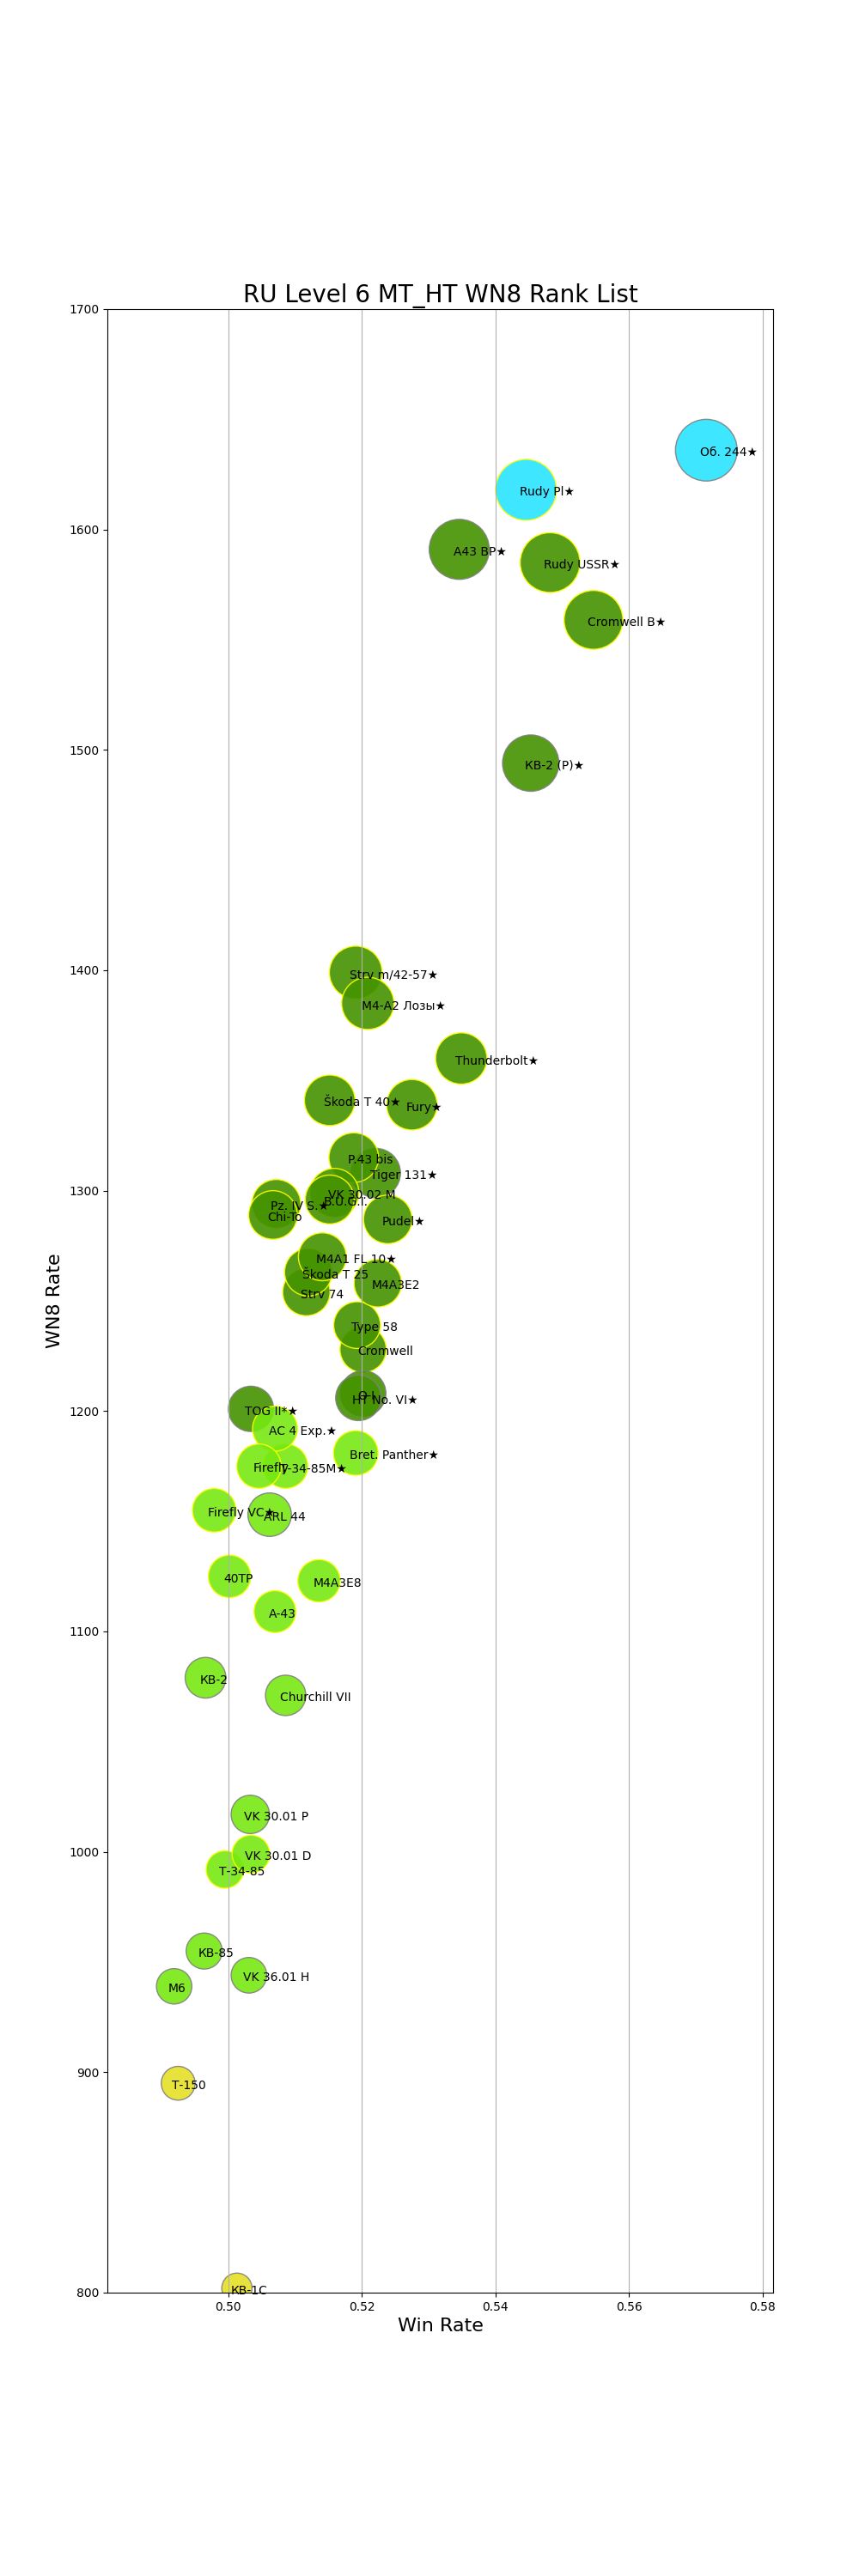 RU Level 6 MT_HT WN8 Rank List
1700
Об. 244★
Rudy Pl★
1600
A43 BP★
Rudy USSR★
Cromwell B★
1500
КВ-2 (Р)★
1400
Strv m/42-57★
M4-A2 Лозы★
Thunderbolt★
Škoda T 40★
Fury★
P.43 bis
Tiger 131★
1300
VK 30.02 M
B.U.G.I.
Pz. IV S.★
Chi-To
Pudel★
M4A1 FL 10★
Škoda T 25
M4A3E2
Strv 74
WN8 Rate
Type 58
Cromwell
O-I
HT No. VI★
1200
TOG II*★
AC 4 Exp.★
Bret. Panther★
Firefly
T-34-85M★
Firefly VC★
ARL 44
40TP
M4A3E8
1100
A-43
КВ-2
Churchill VII
VK 30.01 P
1000
VK 30.01 D
T-34-85
КВ-85
VK 36.01 H
M6
900
T-150
КВ-1С
800
0.50 0.52 0.54 0.56 0.58
Win Rate